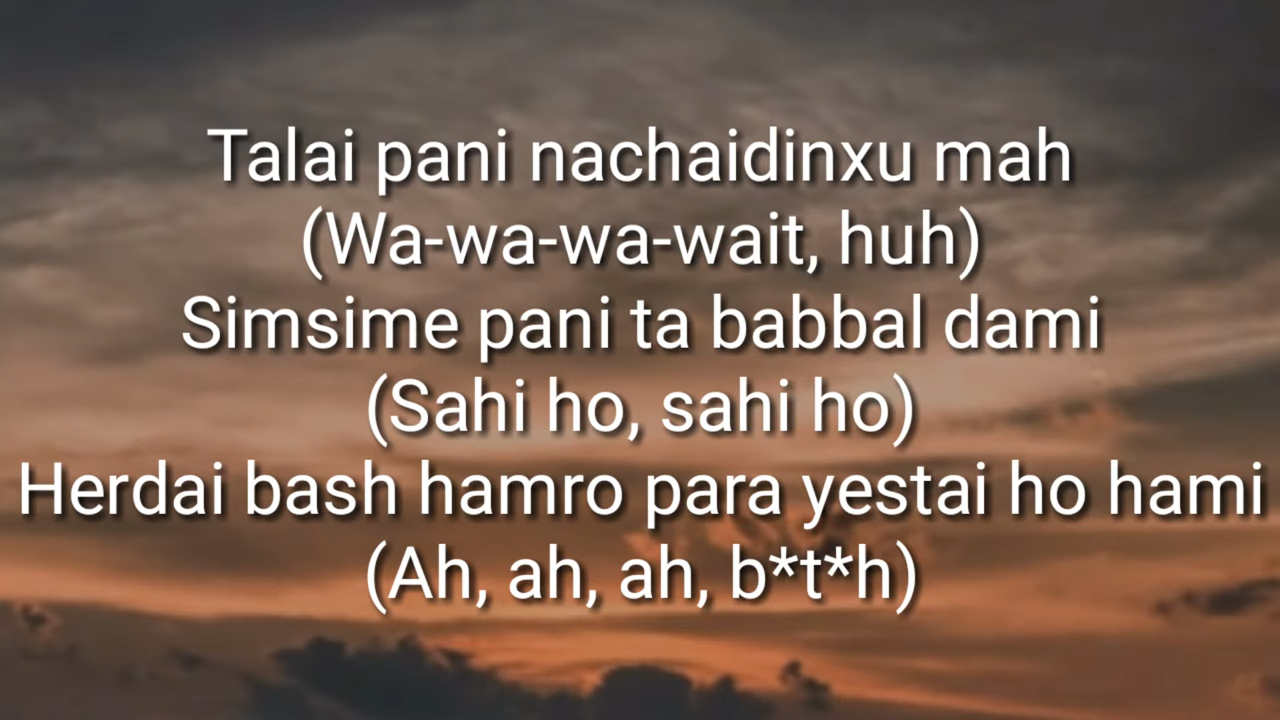 Talai pani nachaidinxu mah
(Wa-wa-wa-wait, huh)
Simsime pani ta babbal dami
(Sahi ho, sahi ho)
Herdai bash hamro para yestai ho hami
(Ah, ah, ah, b*t*h)